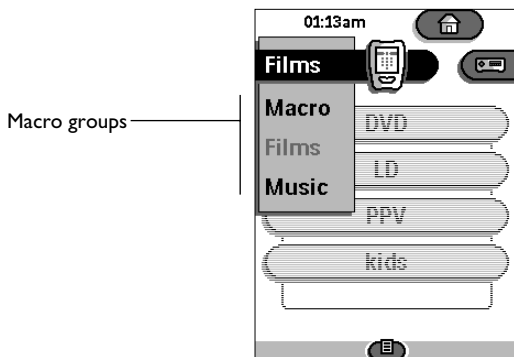 01:13am
Films
Macro groups
Macro
Films
Music
DVD
LD
PPV
kids